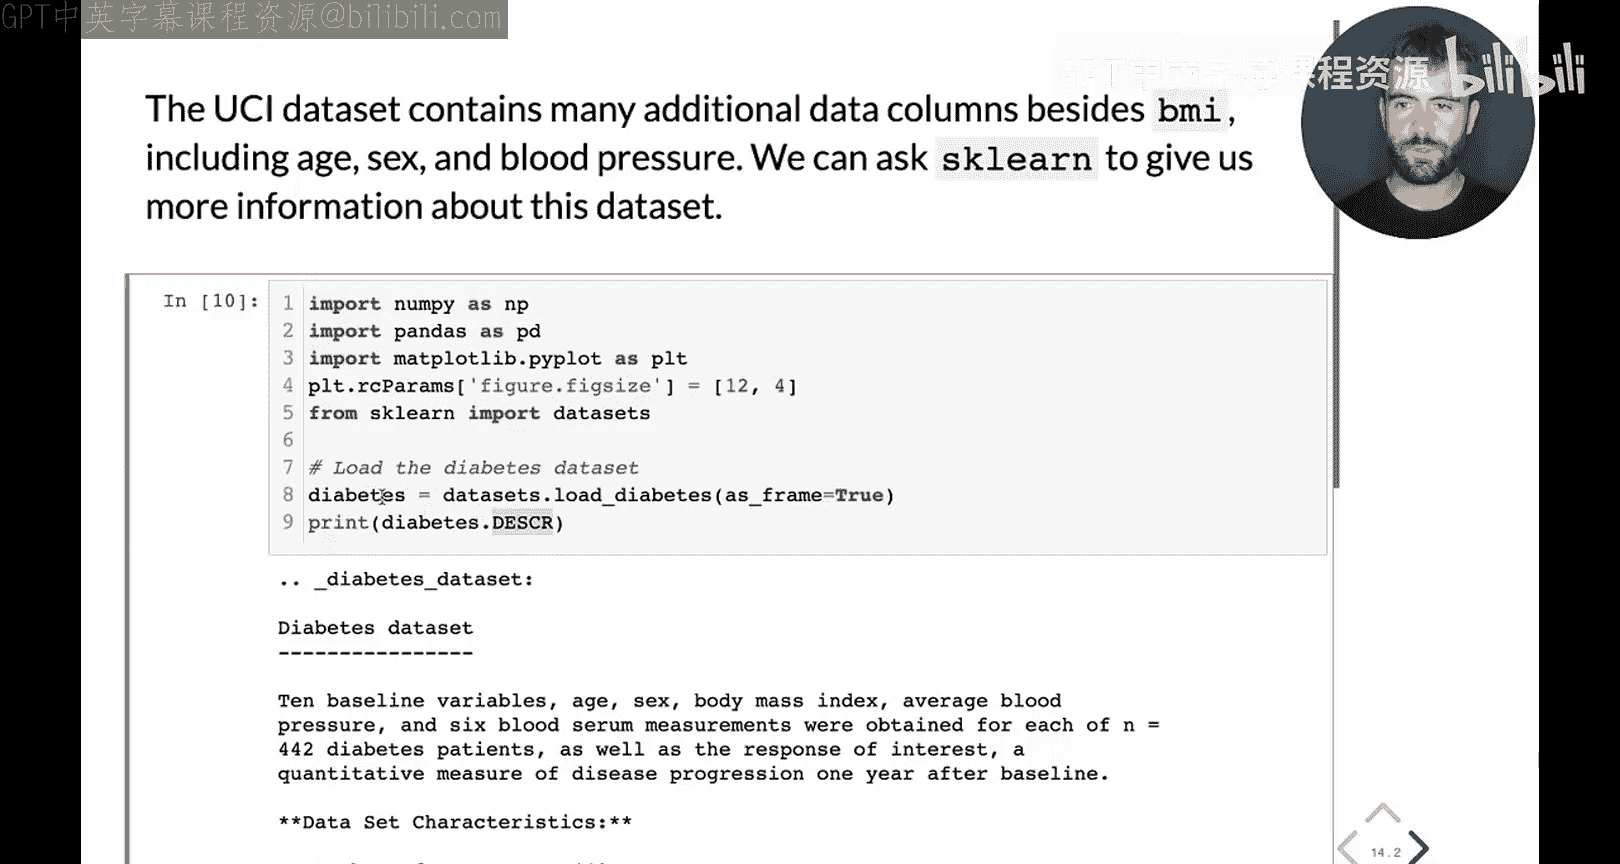 GPT中英字幕课程资源@bilibili.com
课程资源 bilibili
The UCI dataset contains many additional data columns besides bmi,
including age, sex, and blood pressure. We can ask sklearn to give us
more information about this dataset.
In [10]:
1 import numpy as np
2 import pandas as pd
3 import matplotlib.pyplot as plt
4 plt.rcParams['figure.figsize'] = [12, 4]
5 from sklearn import datasets
6
7 # Load the diabetes dataset
8 diabetes = datasets.load_diabetes(as_frame=True)
9 print(diabetes.DESCR)
.. _diabetes_dataset:
Diabetes dataset
----------------
Ten baseline variables, age, sex, body mass index, average blood
pressure, and six blood serum measurements were obtained for each of n =
442 diabetes patients, as well as the response of interest, a
quantitative measure of disease progression one year after baseline.
**Data Set Characteristics:**
14.2